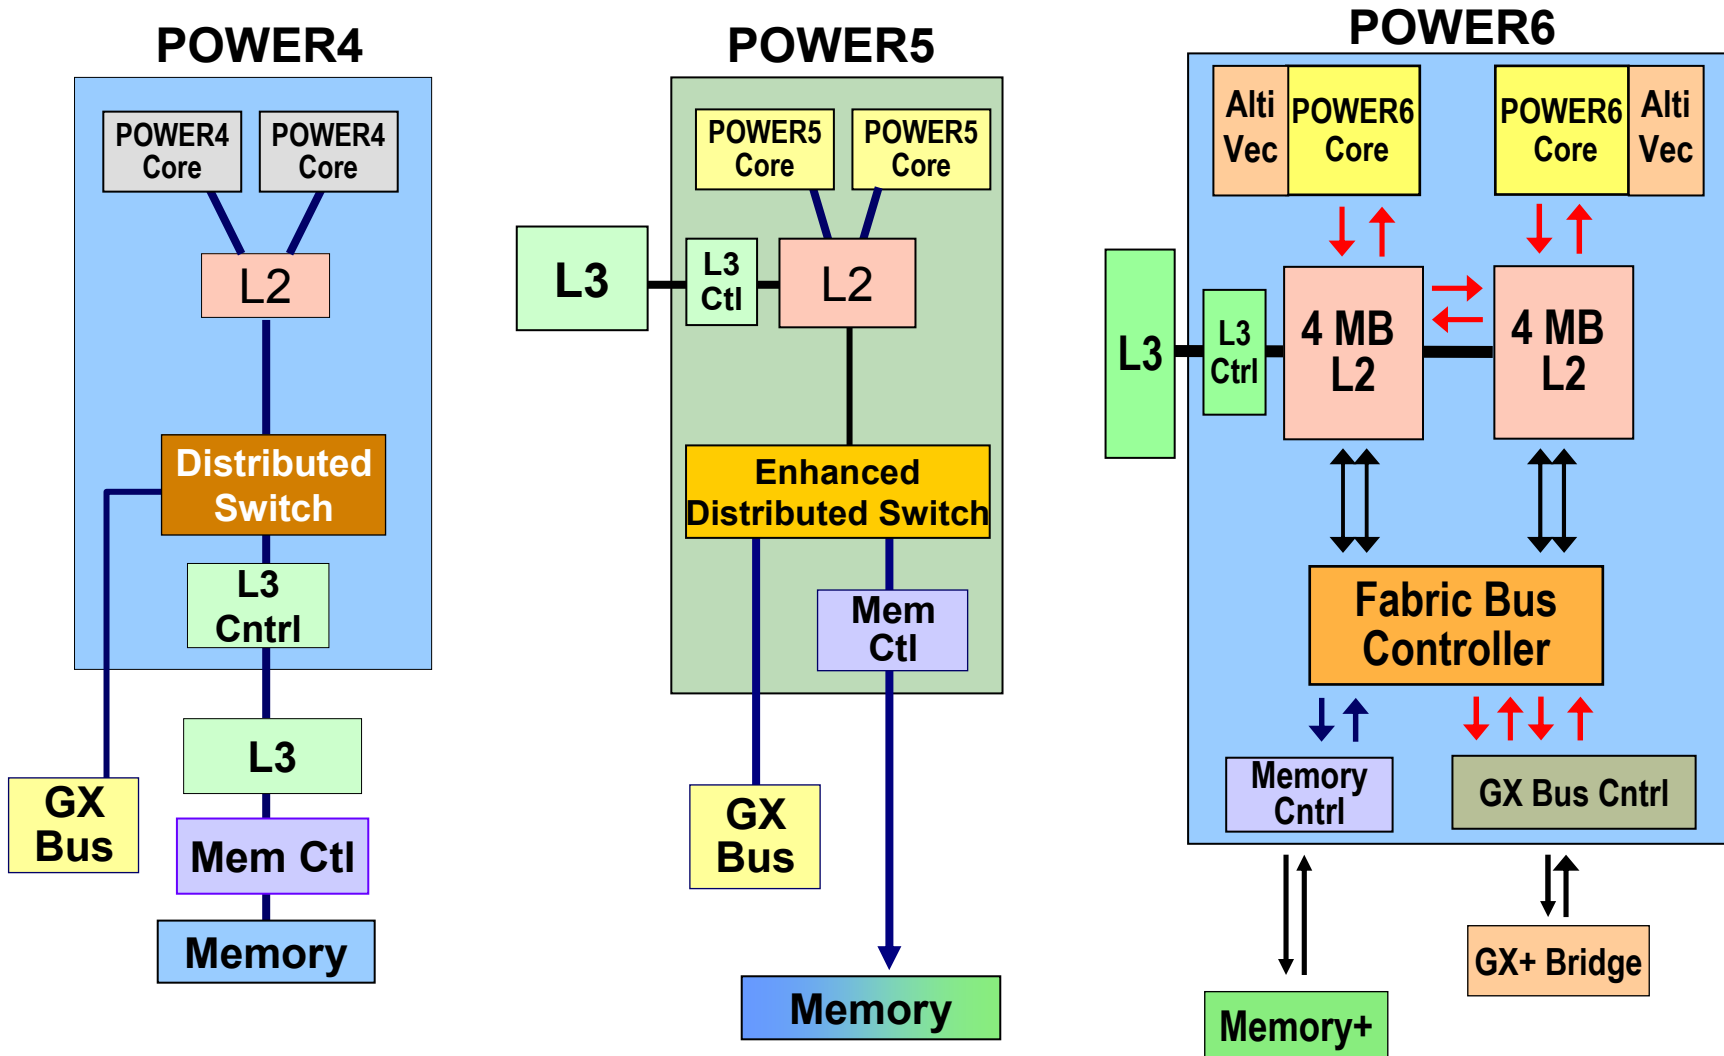 POWER4
POWER4
Core
POWER4
Core
L2
Distributed
Switch
L3
Cntrl
L3
GX
Bus
Mem Ctl
Memory
POWER5
POWER5
Core
POWER5
Core
L3
L3
Ctl
L2
Enhanced
Distributed Switch
Mem
Ctl
GX
Bus
Memory
POWER6
Alti
Vec
POWER6
Core
POWER6
Core
Alti
Vec
L3
L3
Ctrl
4 MB
L2
4 MB
L2
Fabric Bus
Controller
Memory
Cntrl
GX Bus Cntrl
GX+ Bridge
Memory+